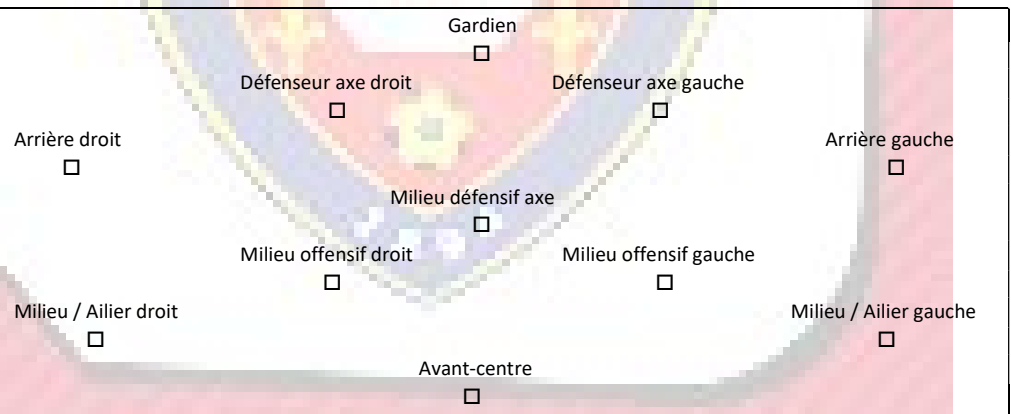 Gardien
Défenseur axe droit Défenseur axe gauche
Arrière droit Arrière gauche
Milieu défensif axe
Milieu offensif droit Milieu offensif gauche
Milieu / Ailier droit Milieu / Ailier gauche
Avant-centre